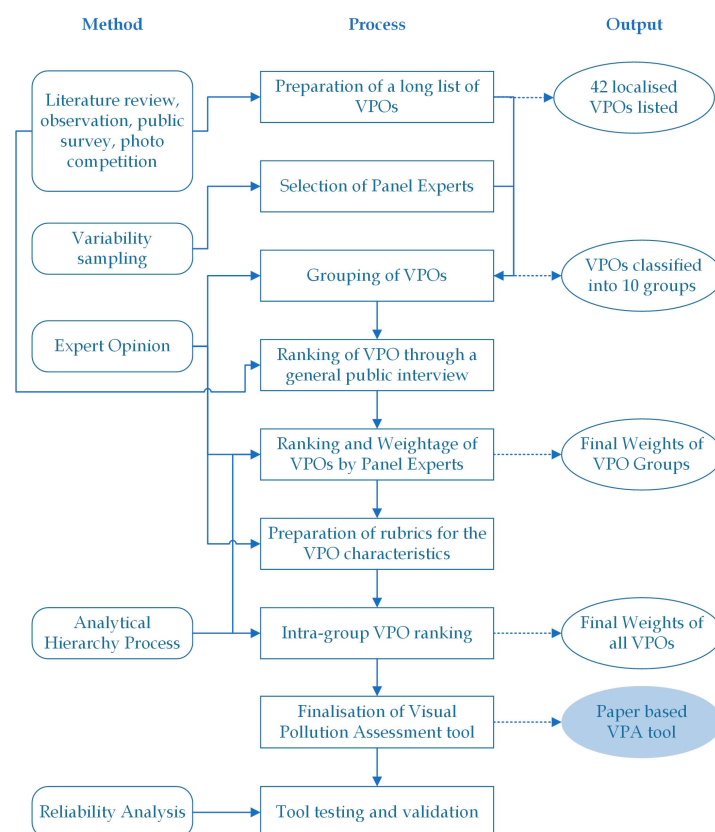 Method
Process
Output
Literature review,
observation, public
survey, photo
competition
Preparation of a long list of
VPOs
42 localised
VPOs listed
Variability
sampling
Selection of Panel Experts
Grouping of VPOs
VPOs classified
into 10 groups
Expert Opinion
Ranking of VPO through a
general public interview
Ranking and Weightage of
VPOs by Panel Experts
Final Weights of
VPO Groups
Preparation of rubrics for the
VPO characteristics
Analytical
Hierarchy Process
Intra-group VPO ranking
Final Weights of
all VPOs
Finalisation of Visual
Pollution Assessment tool
Paper based
VPA tool
Reliability Analysis
Tool testing and validation